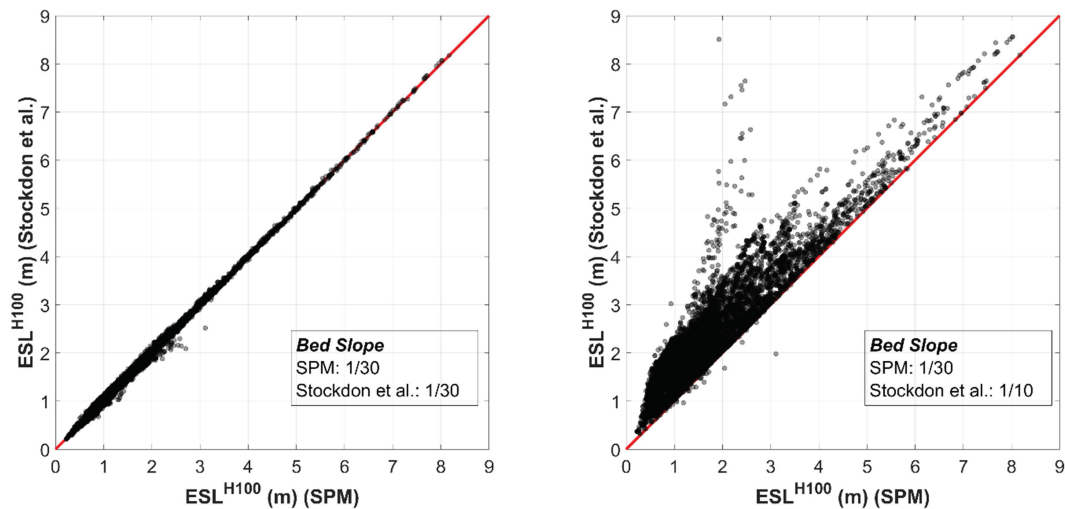 9
8
7
6
5
4
3
2
1
0
ESL^H100 (m) (Stockdon et al.)
Bed Slope
SPM: 1/30
Stockdon et al.: 1/30
0 1 2 3 4 5 6 7 8 9
ESL^H100 (m) (SPM)
9
8
7
6
5
4
3
2
1
0
ESL^H100 (m) (Stockdon et al.)
Bed Slope
SPM: 1/30
Stockdon et al.: 1/10
0 1 2 3 4 5 6 7 8 9
ESL^H100 (m) (SPM)